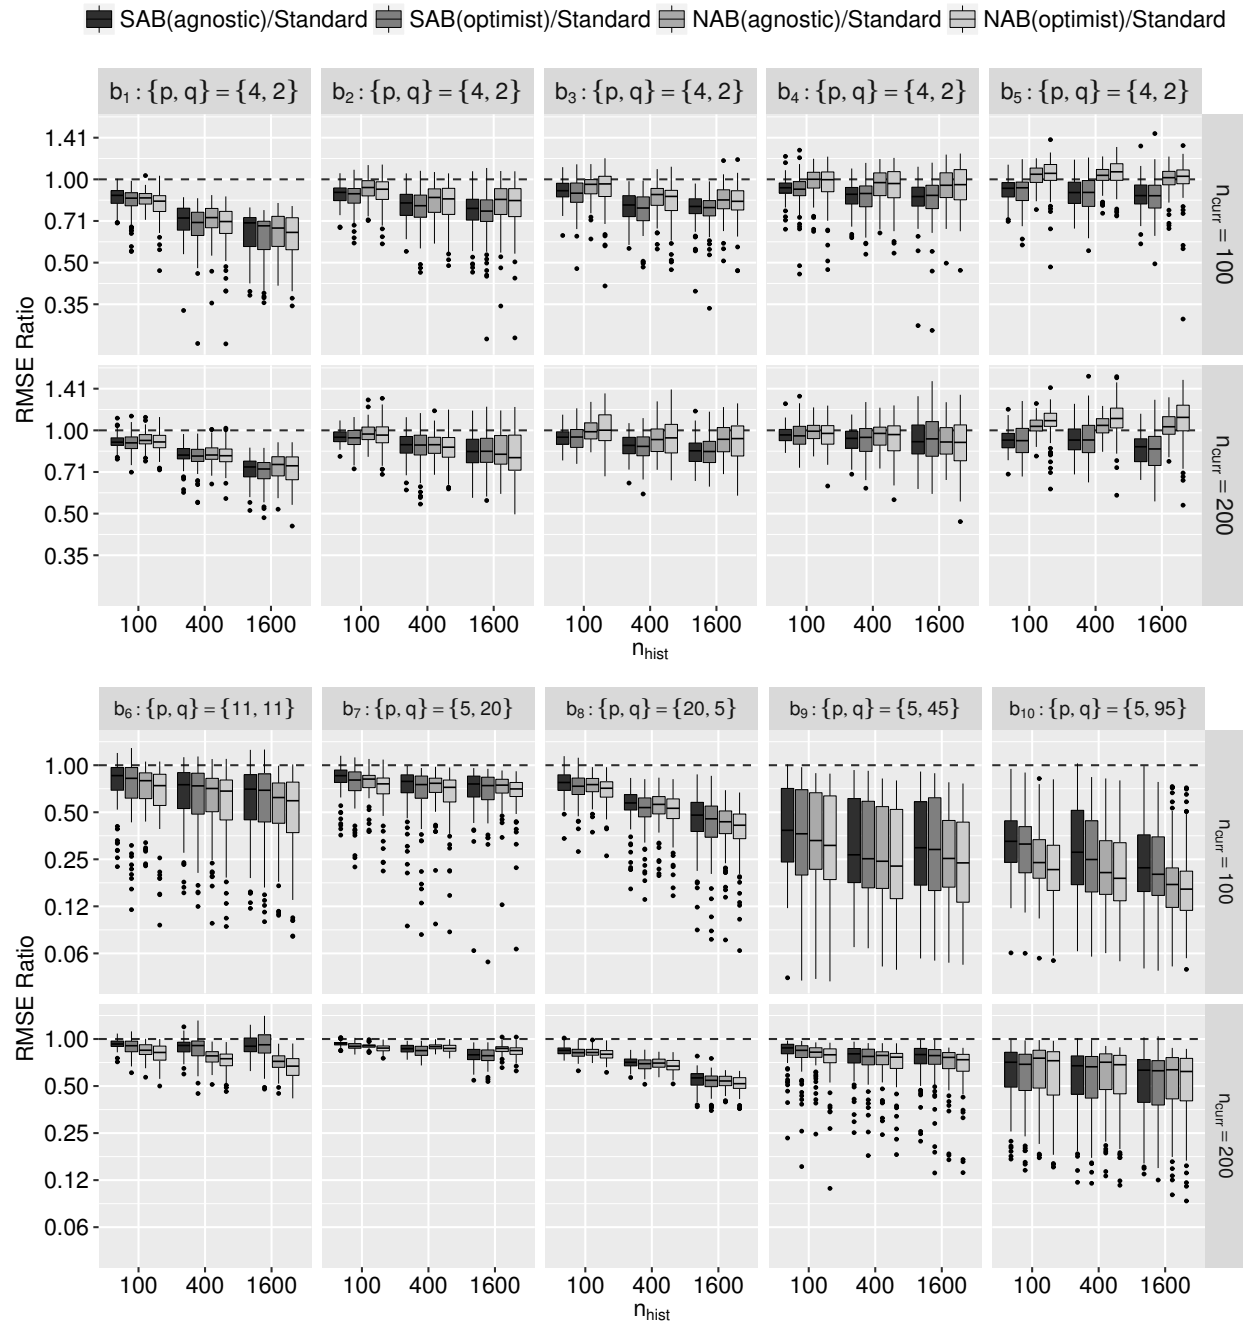 SAB(agnostic)/Standard SAB(optimist)/Standard NAB(agnostic)/Standard NAB(optimist)/Standard
b₁ : {p, q} = {4, 2} b₂ : {p, q} = {4, 2} b₃ : {p, q} = {4, 2} b₄ : {p, q} = {4, 2} b₅ : {p, q} = {4, 2}
RMSE Ratio
1.41
1.00
0.71
0.50
0.35
n_curr = 100
1.41
1.00
0.71
0.50
0.35
n_curr = 200
100 400 1600 100 400 1600 100 400 1600 100 400 1600 100 400 1600
n_hist
b₆ : {p, q} = {11, 11} b₇ : {p, q} = {5, 20} b₈ : {p, q} = {20, 5} b₉ : {p, q} = {5, 45} b₁₀ : {p, q} = {5, 95}
RMSE Ratio
1.00
0.50
0.25
0.12
0.06
n_curr = 100
1.00
0.50
0.25
0.12
0.06
n_curr = 200
100 400 1600 100 400 1600 100 400 1600 100 400 1600 100 400 1600
n_hist